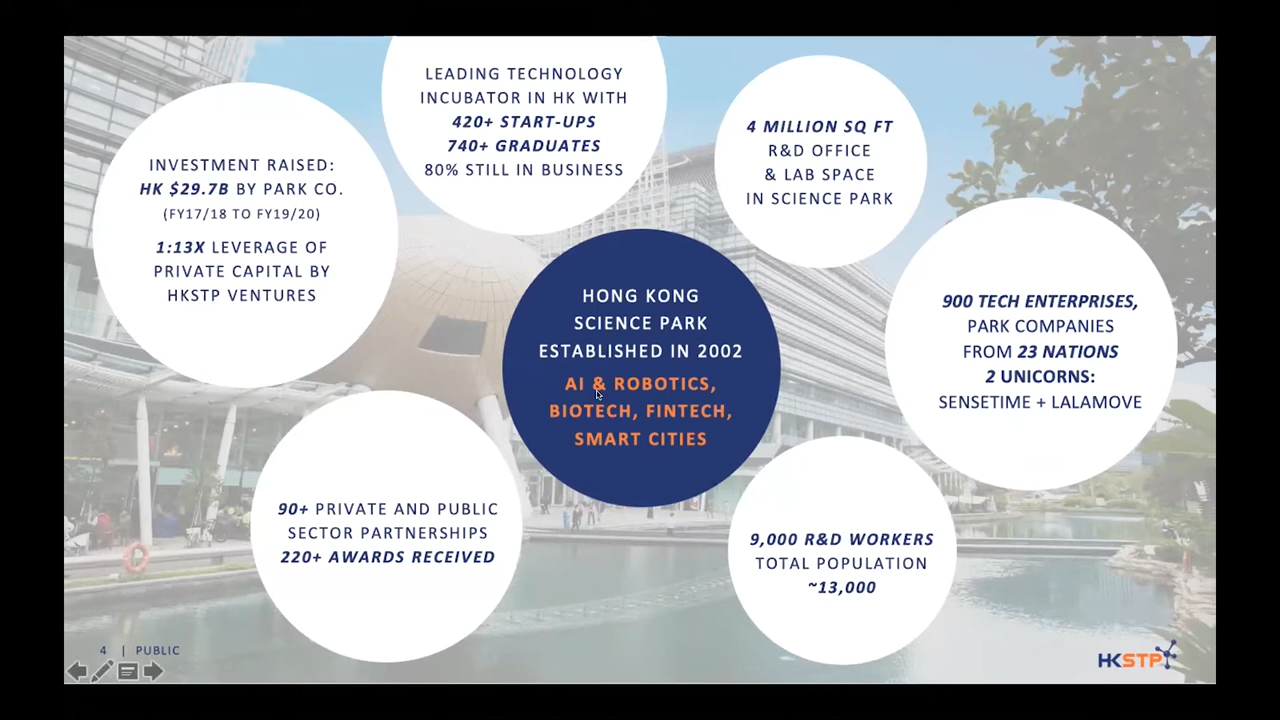 LEADING TECHNOLOGY
INCUBATOR IN HK WITH
420+ START-UPS
740+ GRADUATES
80% STILL IN BUSINESS
4 MILLION SQ FT
R&D OFFICE
& LAB SPACE
IN SCIENCE PARK
INVESTMENT RAISED:
HK $29.7B BY PARK CO.
(FY17/18 TO FY19/20)
1:13X LEVERAGE OF
PRIVATE CAPITAL BY
HKSTP VENTURES
HONG KONG
SCIENCE PARK
ESTABLISHED IN 2002
AI & ROBOTICS,
BIOTECH, FINTECH,
SMART CITIES
900 TECH ENTERPRISES,
PARK COMPANIES
FROM 23 NATIONS
2 UNICORNS:
SENSETIME + LALAMOVE
90+ PRIVATE AND PUBLIC
SECTOR PARTNERSHIPS
220+ AWARDS RECEIVED
9,000 R&D WORKERS
TOTAL POPULATION
~13,000
4 | PUBLIC
HKSTP